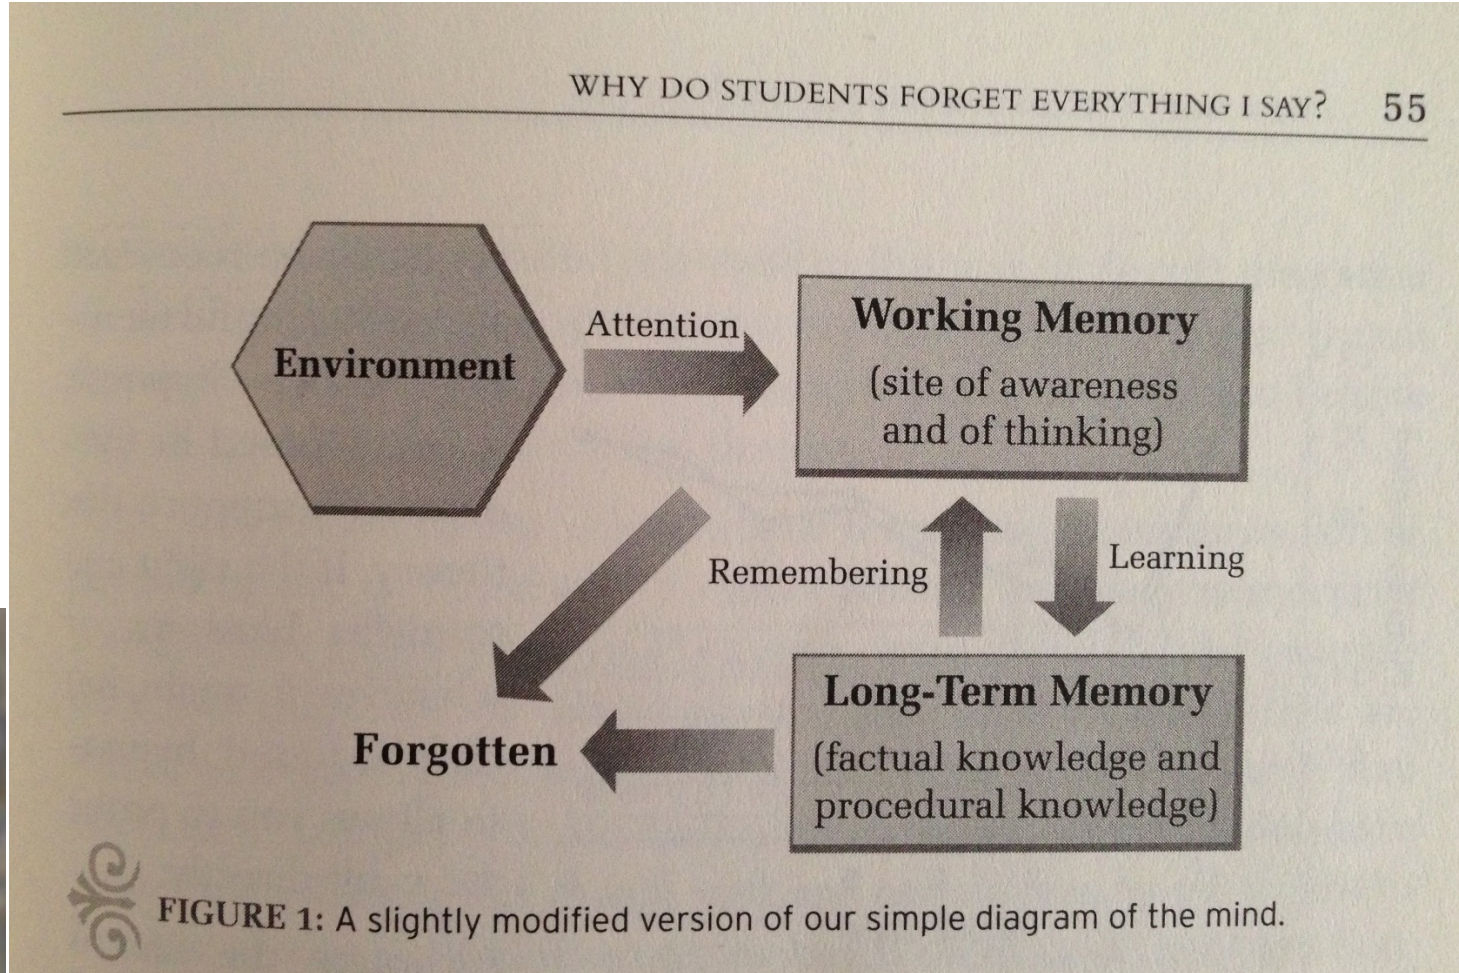 WHY DO STUDENTS FORGET EVERYTHING I SAY? 55
Environment
Attention
Working Memory
(site of awareness
and of thinking)
Remembering
Learning
Forgotten
Long-Term Memory
(factual knowledge and
procedural knowledge)
FIGURE 1: A slightly modified version of our simple diagram of the mind.